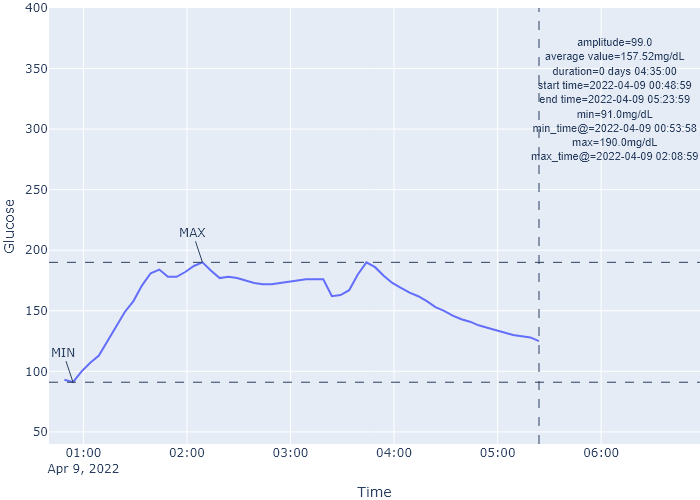 400
amplitude=99.0
average value=157.52mg/dL
350
duration=0 days 04:35:00
start time=2022-04-09 00:48:59
end time=2022-04-09 05:23:59
min=91.0mg/dL
300
min_time@=2022-04-09 00:53:58
max=190.0mg/dL
max_time@=2022-04-09 02:08:59
250
Glucose
MAX
200
150
MIN
100
50
01:00
02:00
03:00
04:00
05:00
06:00
Apr 9, 2022
Time